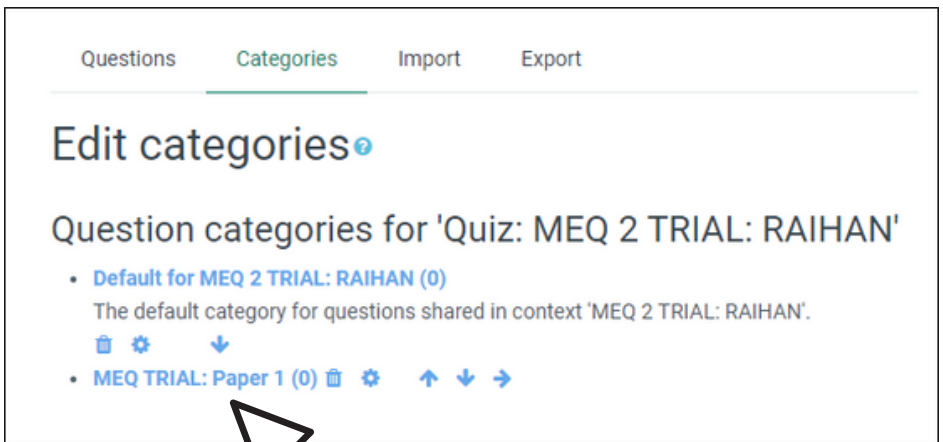 Questions Categories Import Export
Edit categories
Question categories for 'Quiz: MEQ 2 TRIAL: RAIHAN'
Default for MEQ 2 TRIAL: RAIHAN (0)
The default category for questions shared in context 'MEQ 2 TRIAL: RAIHAN'.
MEQ TRIAL: Paper 1 (0)